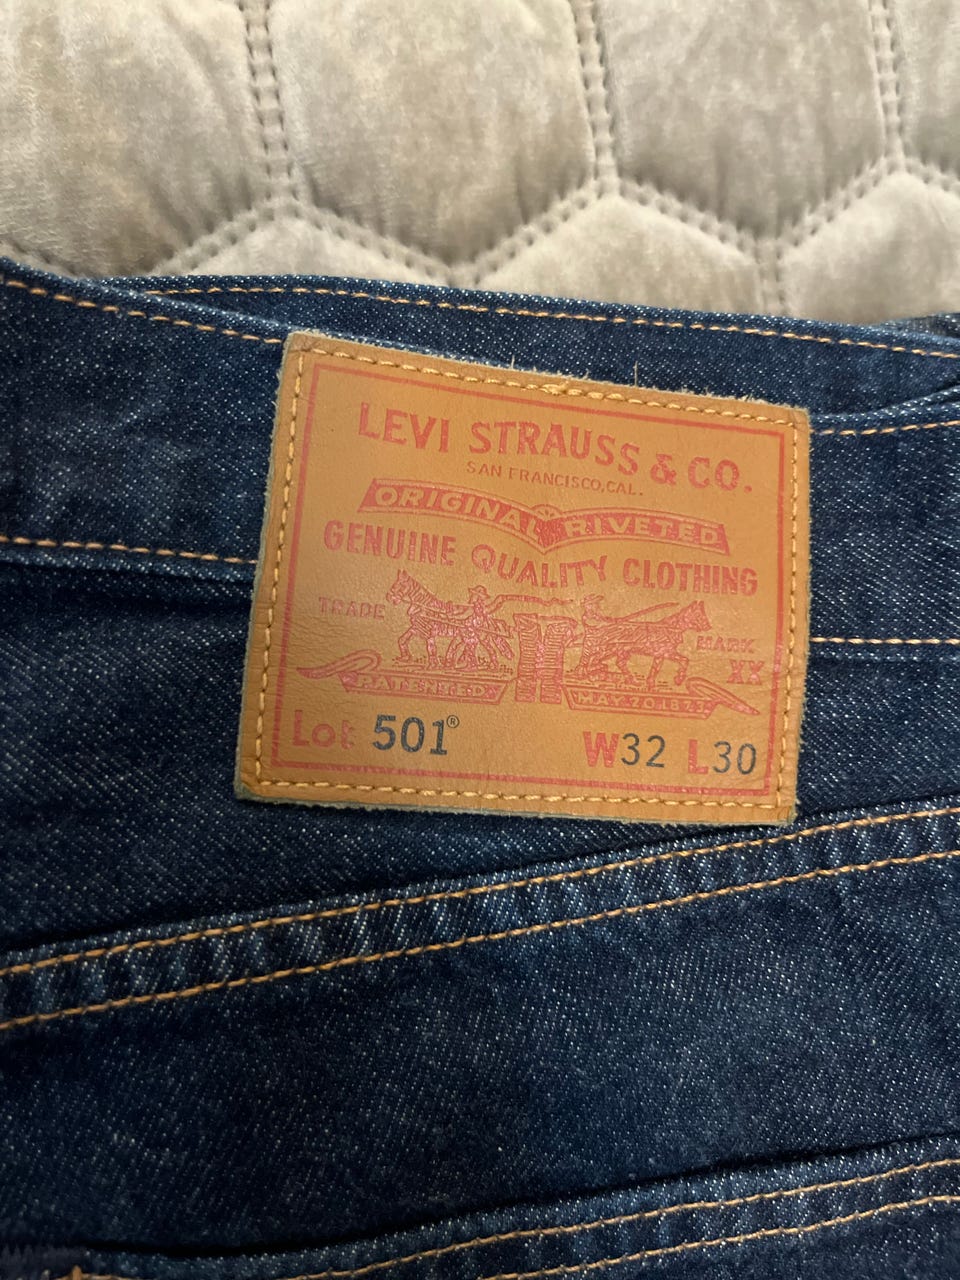 LEVI STRAUSS & CO.
SAN FRANCISCO, CAL.
ORIGINAL RIVETED
GENUINE QUALITY CLOTHING
TRADE MARK
XX
PATENTED MAY 20 1873
Lot 501® W32 L30